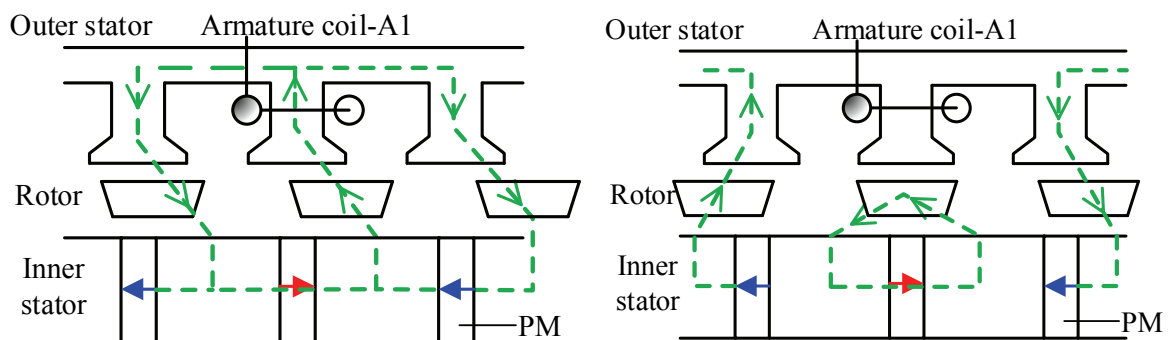 Outer stator
Armature coil-A1
Rotor
Inner
stator
PM
Outer stator
Armature coil-A1
Rotor
Inner
stator
PM